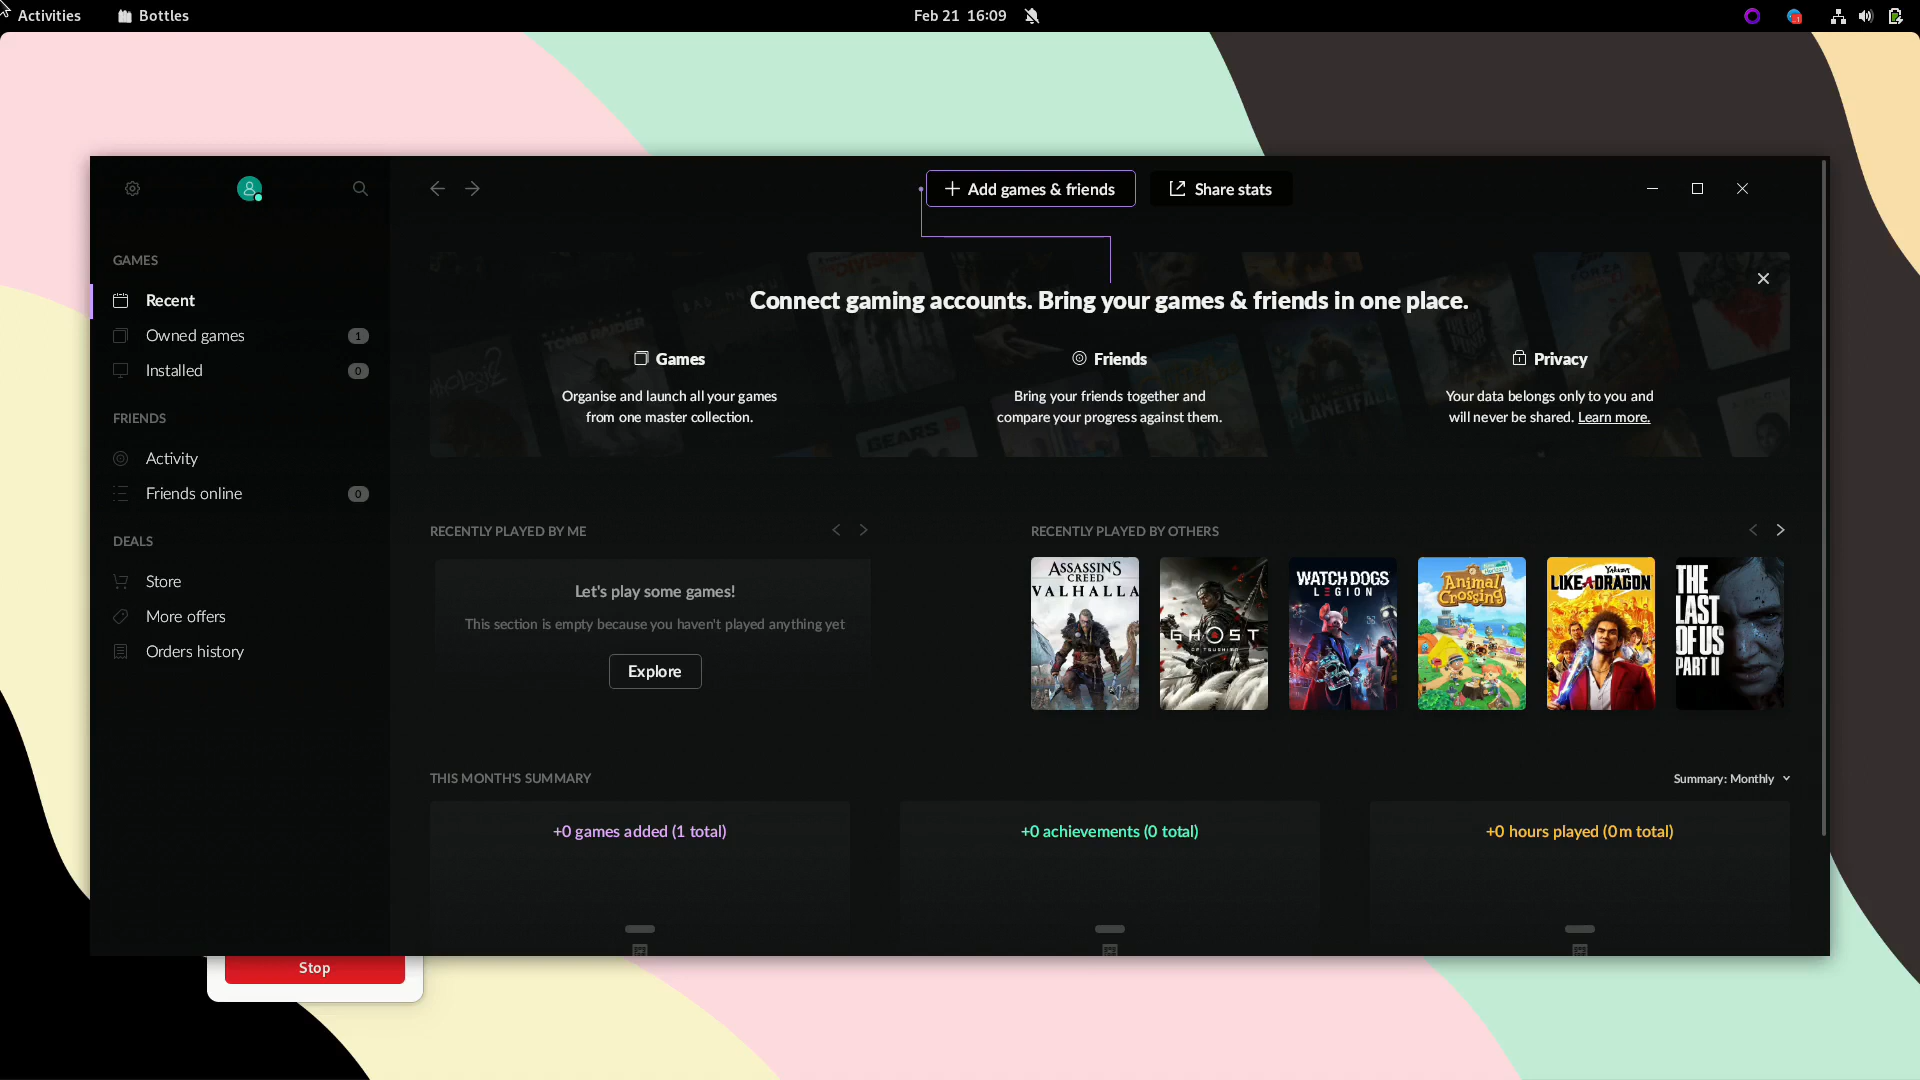 Activities
Bottles
Feb 21 16:09
Add games & friends
Share stats
GAMES
Recent
Owned games 1
Installed 0
FRIENDS
Activity
Friends online 0
DEALS
Store
More offers
Orders history
Connect gaming accounts. Bring your games & friends in one place.
Games
Organise and launch all your games
from one master collection.
Friends
Bring your friends together and
compare your progress against them.
Privacy
Your data belongs only to you and
will never be shared. Learn more.
TOMB RAIDER
GEARS
PLANETFALL
RECENTLY PLAYED BY ME
Let's play some games!
This section is empty because you haven't played anything yet
Explore
RECENTLY PLAYED BY OTHERS
ASSASSIN'S
CREED
VALHALLA
GHOST
OF TSUSHIMA
WATCH DOGS
LEGION
Animal
Crossing
Yakuza
LIKE A DRAGON
THE
LAST
OF US
PART II
THIS MONTH'S SUMMARY
Summary: Monthly
+0 games added (1 total)
+0 achievements (0 total)
+0 hours played (0m total)
Stop